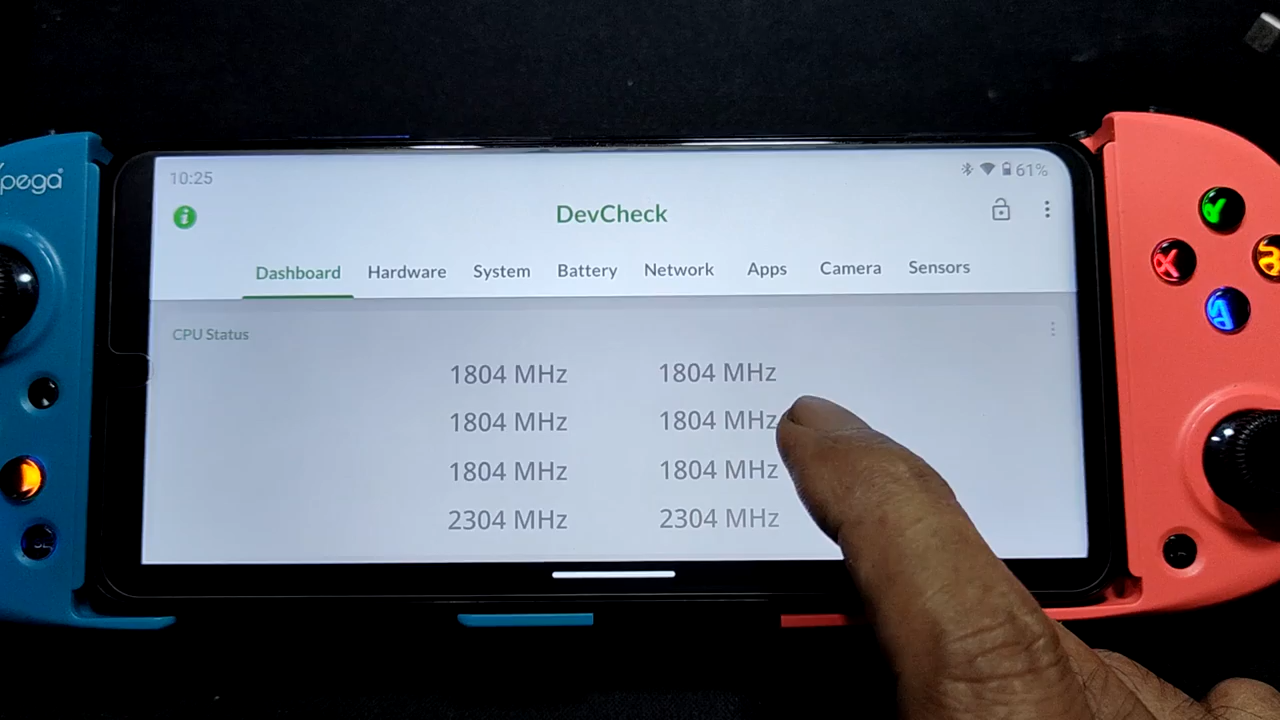 10:25
61%
pega
DevCheck
Dashboard Hardware System Battery Network Apps Camera Sensors
CPU Status
1804 MHz 1804 MHz
1804 MHz 1804 MHz
1804 MHz 1804 MHz
2304 MHz 2304 MHz
X